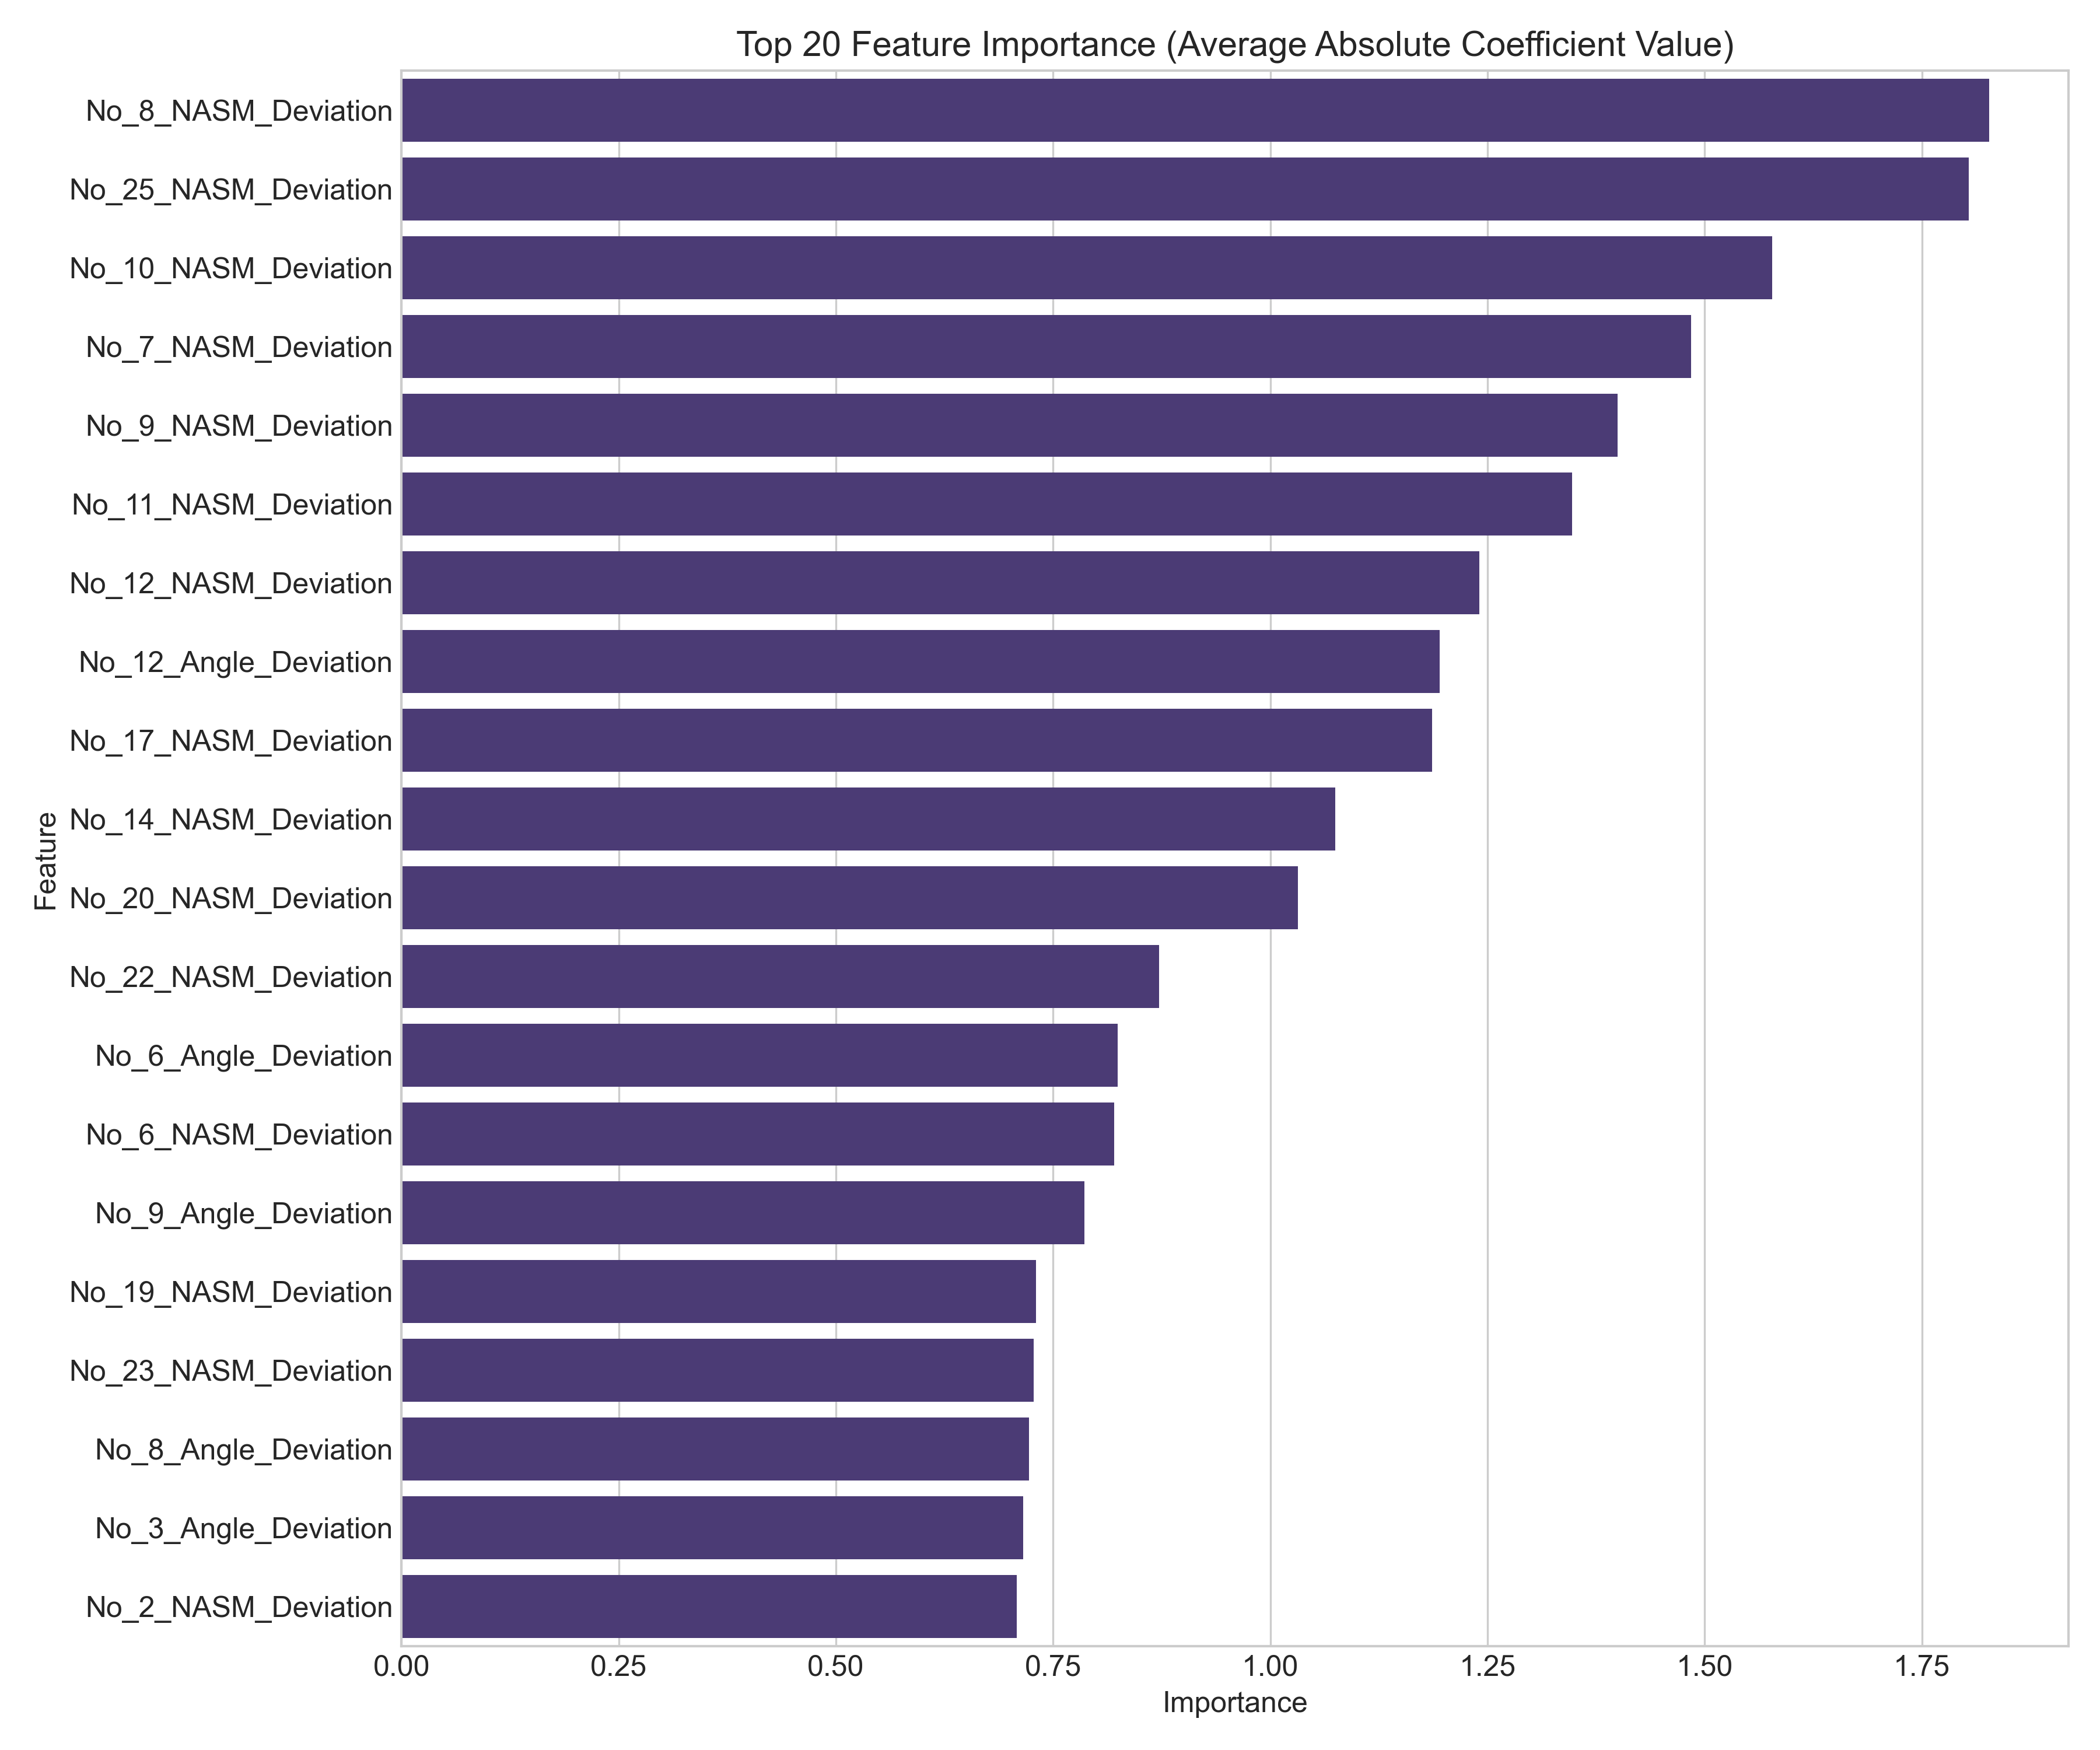 Top 20 Feature Importance (Average Absolute Coefficient Value)
No_8_NASM_Deviation
No_25_NASM_Deviation
No_10_NASM_Deviation
No_7_NASM_Deviation
No_9_NASM_Deviation
No_11_NASM_Deviation
No_12_NASM_Deviation
No_12_Angle_Deviation
No_17_NASM_Deviation
No_14_NASM_Deviation
No_20_NASM_Deviation
No_22_NASM_Deviation
No_6_Angle_Deviation
No_6_NASM_Deviation
No_9_Angle_Deviation
No_19_NASM_Deviation
No_23_NASM_Deviation
No_8_Angle_Deviation
No_3_Angle_Deviation
No_2_NASM_Deviation
Feature
0.00 0.25 0.50 0.75 1.00 1.25 1.50 1.75
Importance